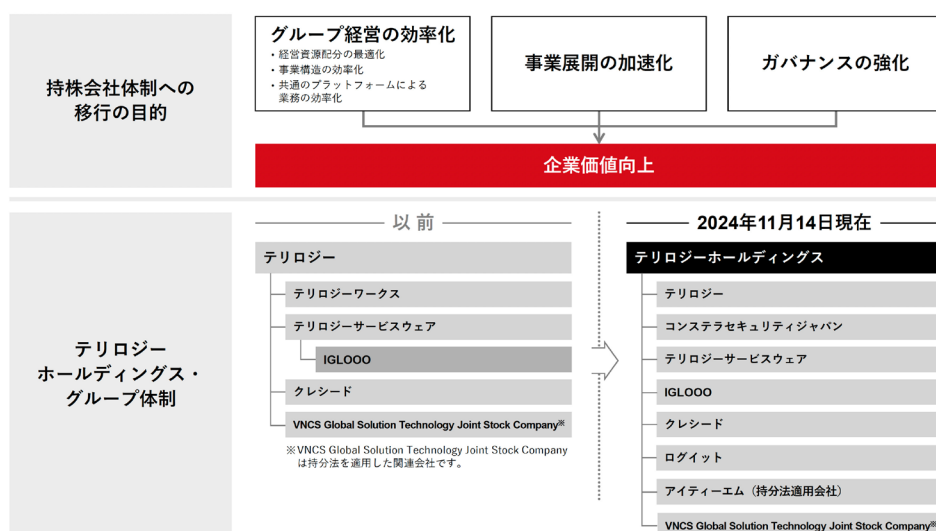 持株会社体制への
移行の目的
グループ経営の効率化
・経営資源配分の最適化
・事業構造の効率化
・共通のプラットフォームによる
業務の効率化
事業展開の加速化
ガバナンスの強化
企業価値向上
テリロジー
ホールディングス・
グループ体制
以前
テリロジー
テリロジーワークス
テリロジーサービスウェア
IGLOOO
クレシード
VNCS Global Solution Technology Joint Stock Company※
※VNCS Global Solution Technology Joint Stock Company
は持分法を適用した関連会社です。
2024年11月14日現在
テリロジーホールディングス
テリロジー
コンステラセキュリティジャパン
テリロジーサービスウェア
IGLOOO
クレシード
ログイット
アイティーエム（持分法適用会社）
VNCS Global Solution Technology Joint Stock Company※